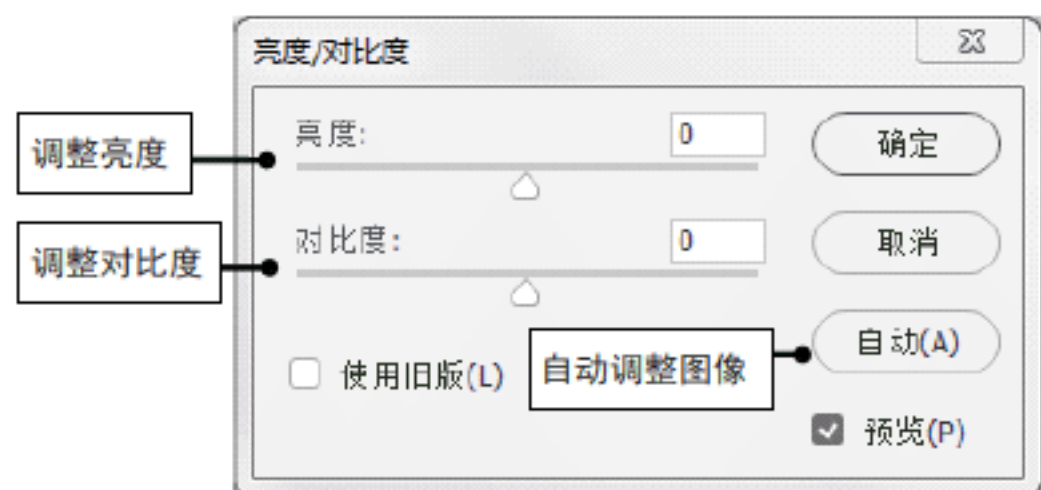 亮度/对比度
调整亮度
亮度:
0
确定
调整对比度
对比度:
0
取消
使用旧版(L)
自动调整图像
自动(A)
预览(P)